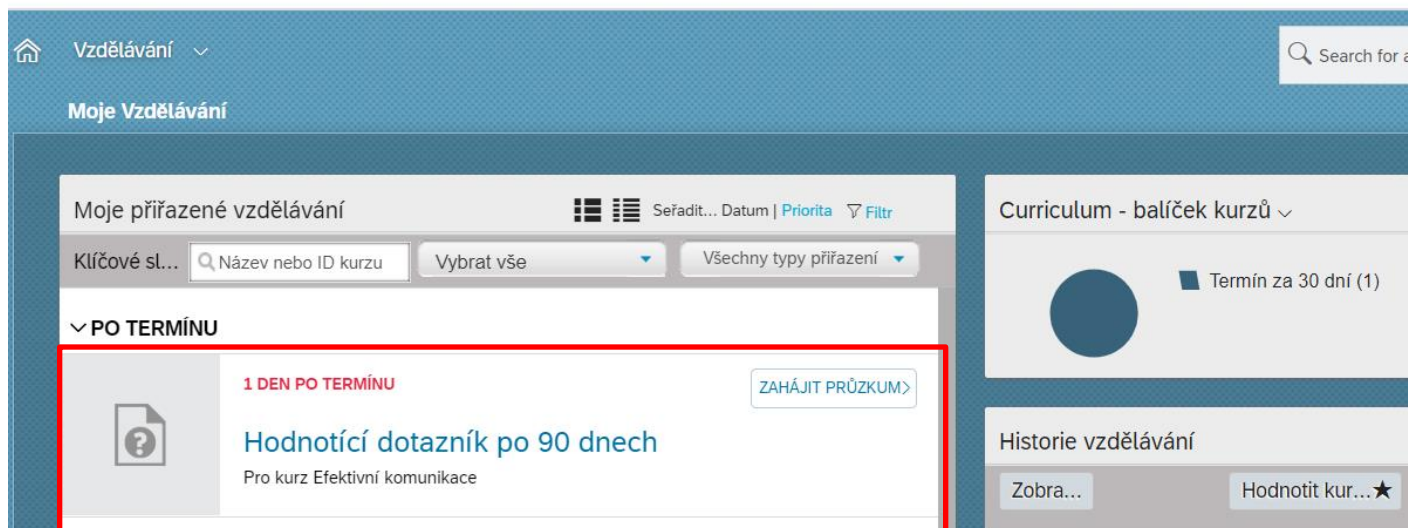 Vzdělávání
Search for a
Moje Vzdělávání
Moje přiřazené vzdělávání
Seřadit... Datum | Priorita Filtr
Klíčové sl... Název nebo ID kurzu Vybrat vše Všechny typy přiřazení
PO TERMÍNU
1 DEN PO TERMÍNU
ZAHÁJIT PRŮZKUM>
Hodnotící dotazník po 90 dnech
Pro kurz Efektivní komunikace
Curriculum - balíček kurzů
Termín za 30 dní (1)
Historie vzdělávání
Zobra... Hodnotit kur...★